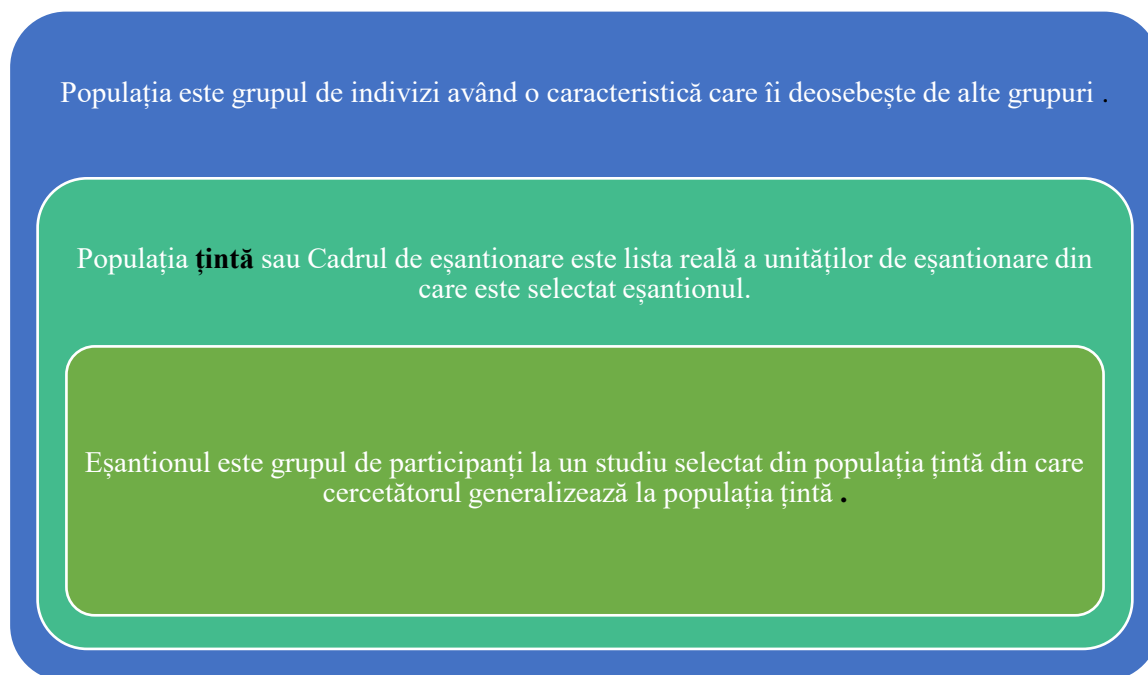 Populația este grupul de indivizi având o caracteristică care îi deosebește de alte grupuri .
Populația țintă sau Cadrul de eșantionare este lista reală a unităților de eșantionare din
care este selectat eșantionul.
Eșantionul este grupul de participanți la un studiu selectat din populația țintă din care
cercetătorul generalizează la populația țintă .